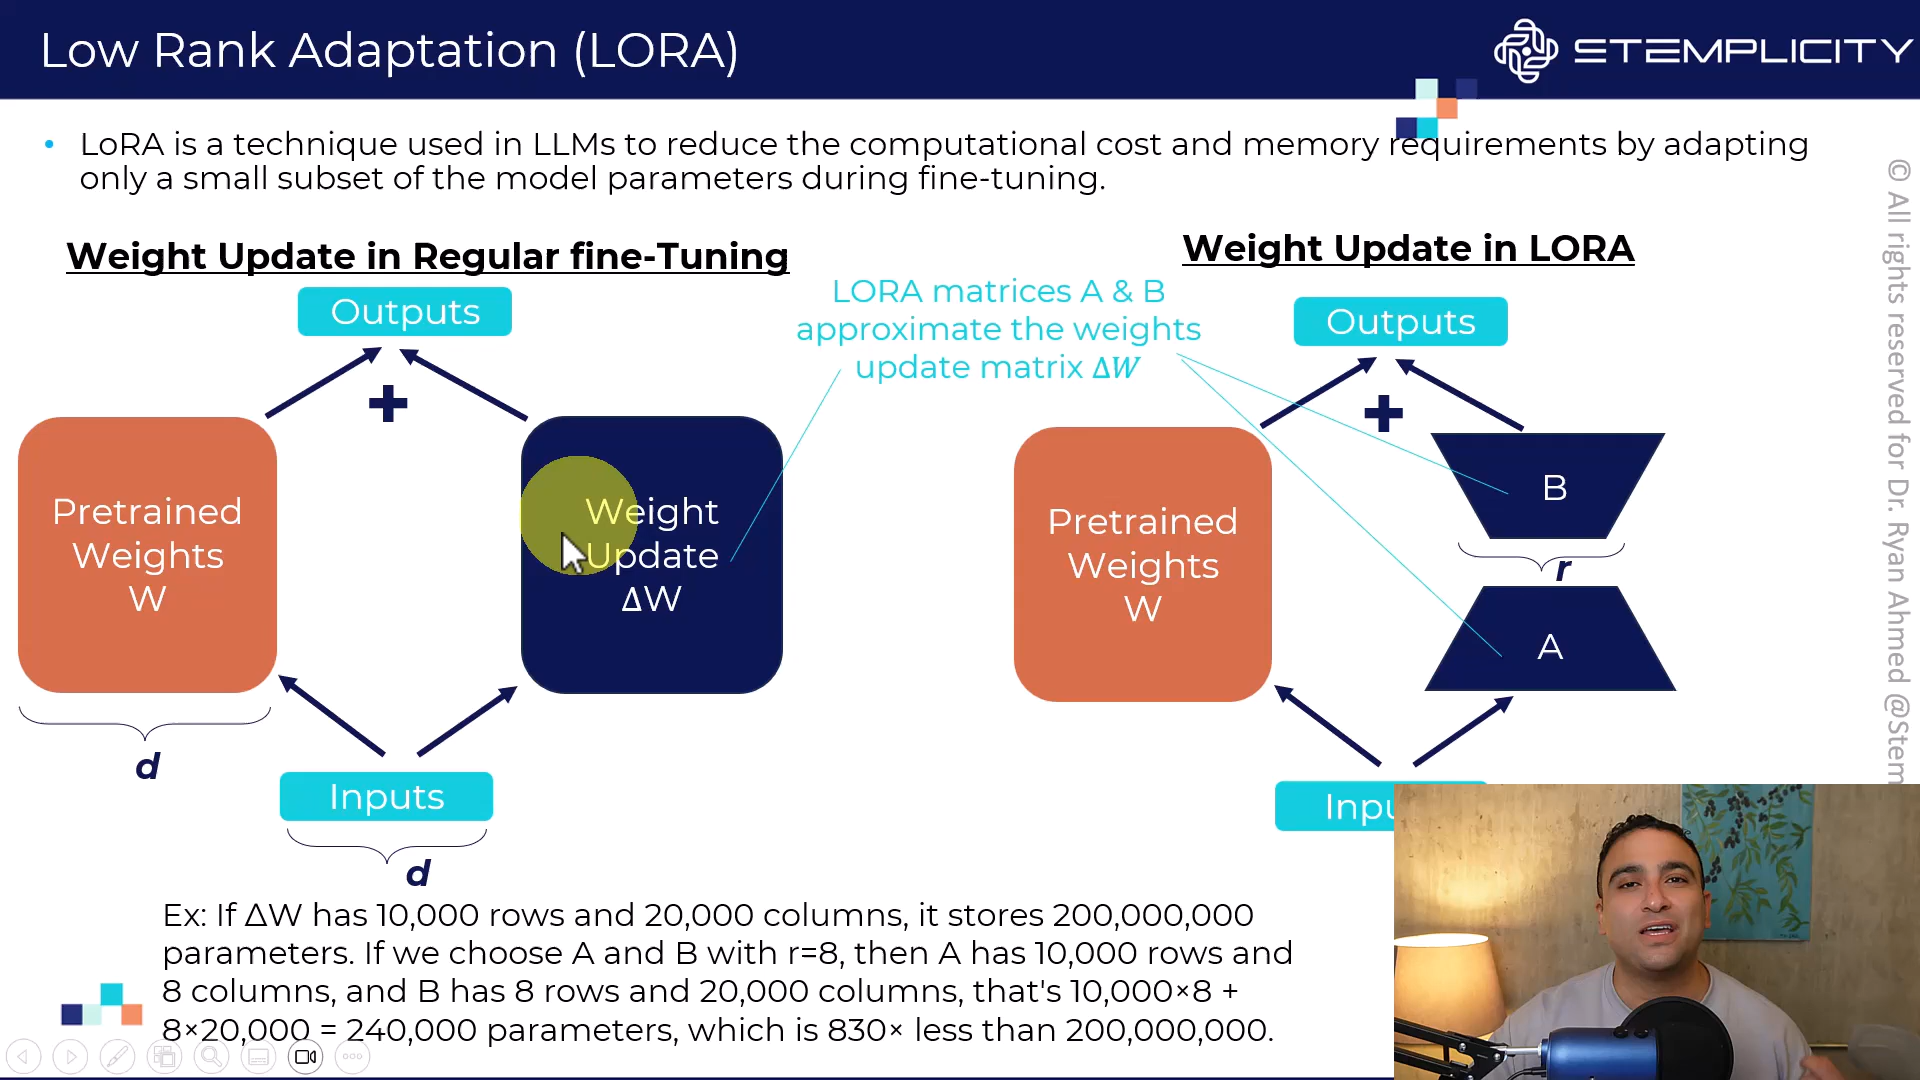 Low Rank Adaptation (LORA)
STEMPLICITY
• LoRA is a technique used in LLMs to reduce the computational cost and memory requirements by adapting
only a small subset of the model parameters during fine-tuning.
Weight Update in Regular fine-Tuning
Outputs
+
Pretrained
Weights
W
Weight
Update
ΔW
d
Inputs
d
LORA matrices A & B
approximate the weights
update matrix ΔW
Weight Update in LORA
Outputs
+
Pretrained
Weights
W
B
r
A
Inpu
Ex: If ΔW has 10,000 rows and 20,000 columns, it stores 200,000,000
parameters. If we choose A and B with r=8, then A has 10,000 rows and
8 columns, and B has 8 rows and 20,000 columns, that's 10,000×8 +
8×20,000 = 240,000 parameters, which is 830× less than 200,000,000.
© All rights reserved for Dr. Ryan Ahmed @Stem